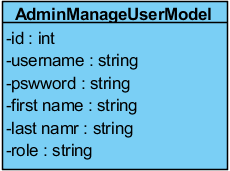 AdminManageUserModel
-id : int
-username : string
-pswword : string
-first name : string
-last namr : string
-role : string